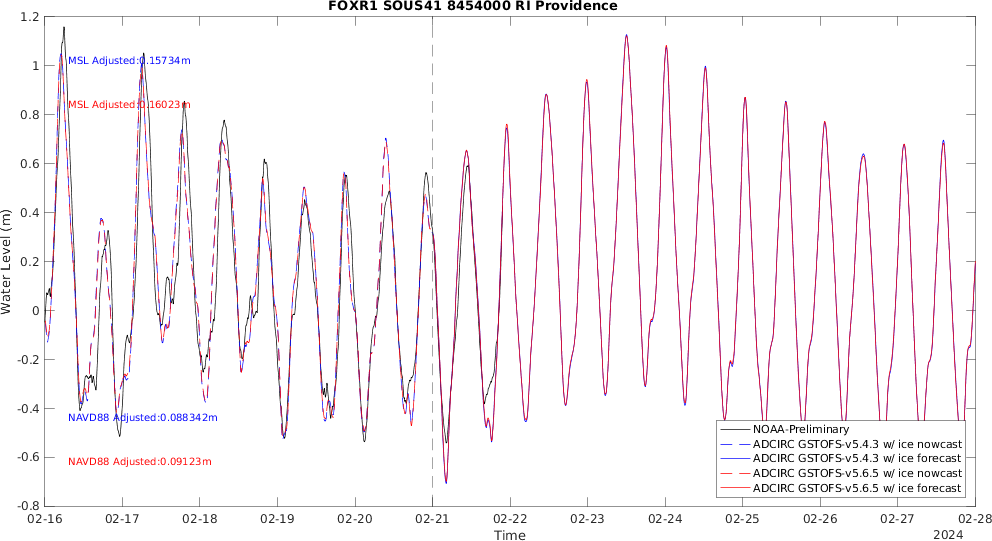 FOXR1 SOUS41 8454000 RI Providence
1.2
1
0.8
0.6
0.4
0.2
0
-0.2
-0.4
-0.6
-0.8
Water Level (m)
MSL Adjusted:0.15734m
MSL Adjusted:0.16023m
NAVD88 Adjusted:0.088342m
NAVD88 Adjusted:0.09123m
NOAA-Preliminary
ADCIRC GSTOFS-v5.4.3 w/ ice nowcast
ADCIRC GSTOFS-v5.4.3 w/ ice forecast
ADCIRC GSTOFS-v5.6.5 w/ ice nowcast
ADCIRC GSTOFS-v5.6.5 w/ ice forecast
02-16 02-17 02-18 02-19 02-20 02-21 02-22 02-23 02-24 02-25 02-26 02-27 02-28
Time
2024